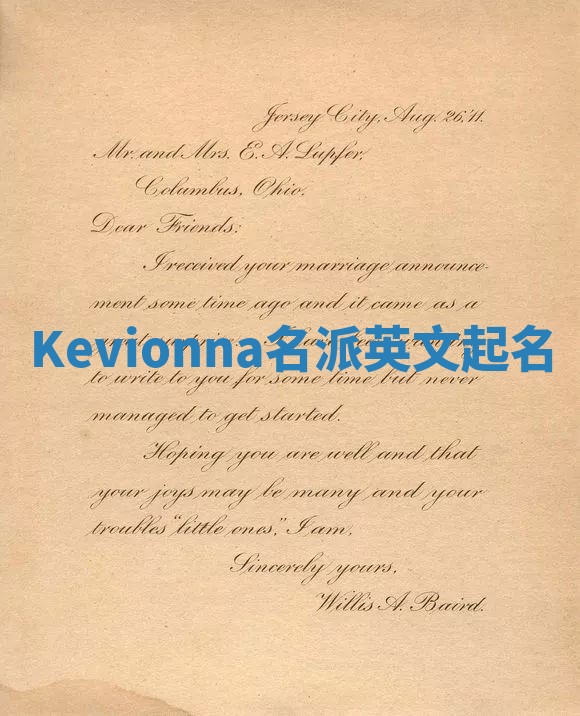 Jersey City, Aug. 26,'11.
Mr. and Mrs. E. A. Lupfer,
Columbus, Ohio.
Dear Friends:
I received your marriage announce-
ment some time ago and it came as a
Kevionna名派英文起名
to write to you for some time but never
managed to get started.
Hoping you are well and that
your joys may be many and your
troubles "little ones," I am,
Sincerely yours,
Willis A. Baird.